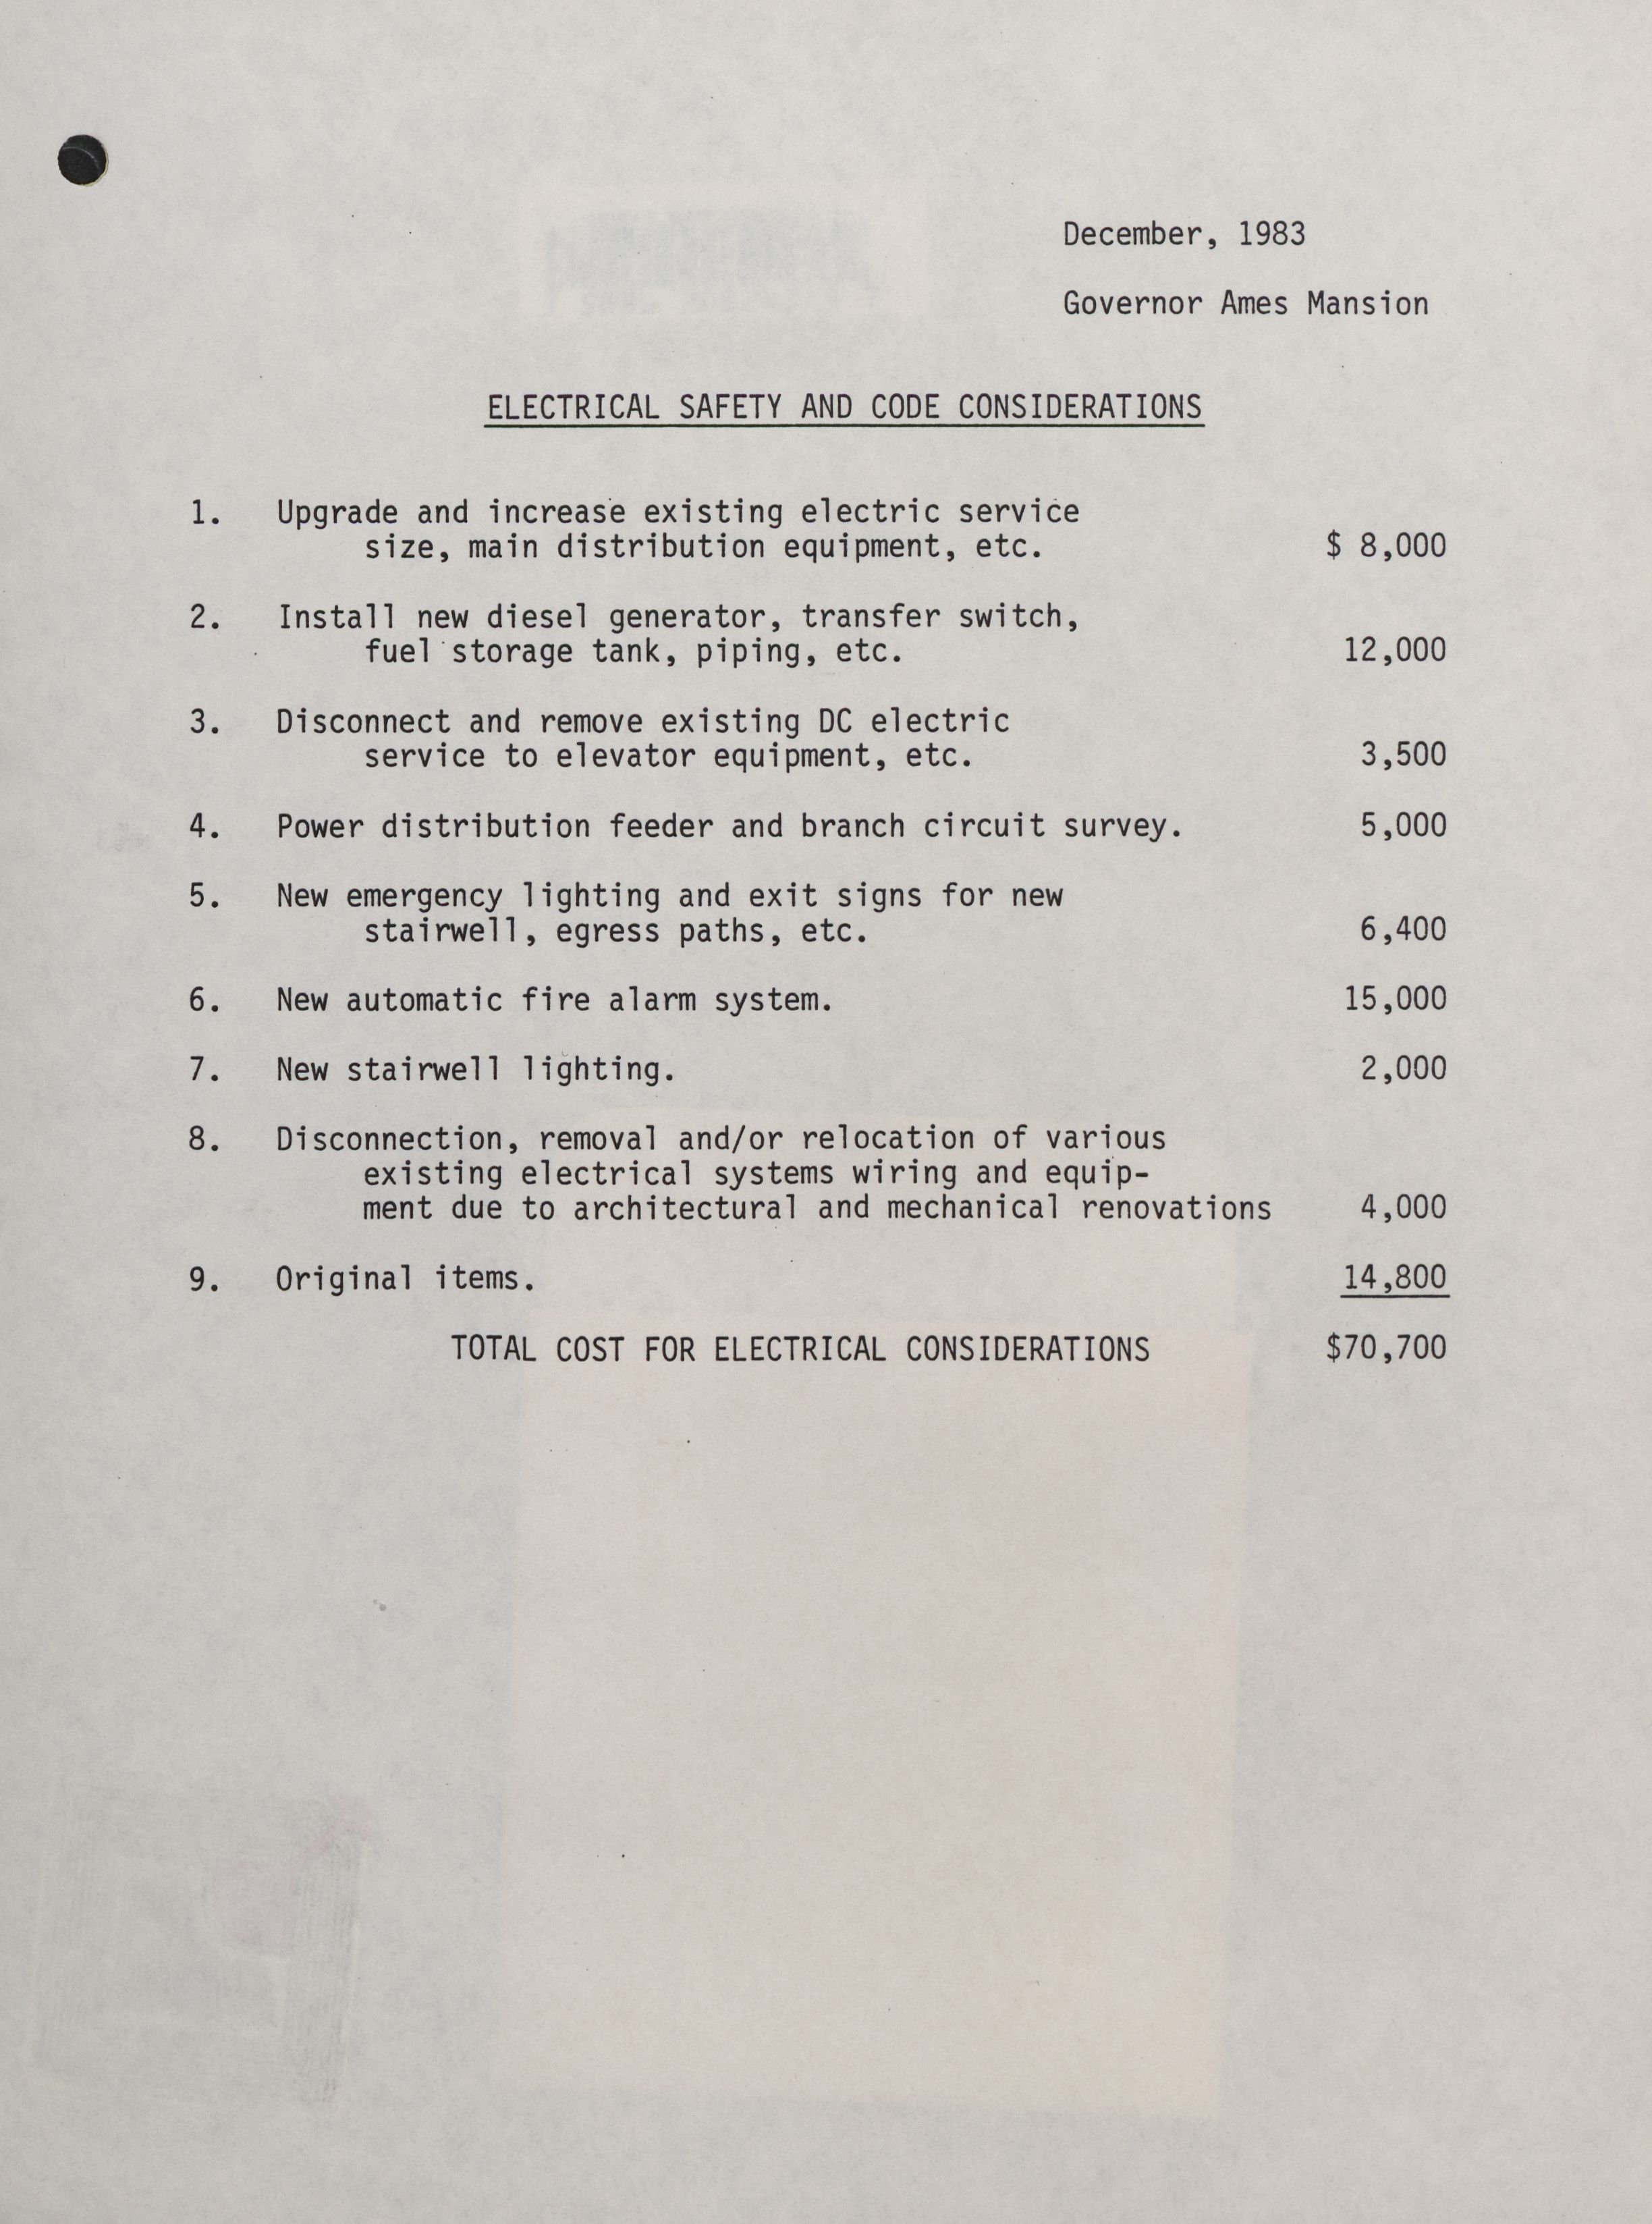 December, 1983
Governor Ames Mansion
ELECTRICAL SAFETY AND CODE CONSIDERATIONS
1. Upgrade and increase existing electric service
size, main distribution equipment, etc. $ 8,000
2. Install new diesel generator, transfer switch,
fuel storage tank, piping, etc. 12,000
3. Disconnect and remove existing DC electric
service to elevator equipment, etc. 3,500
4. Power distribution feeder and branch circuit survey. 5,000
5. New emergency lighting and exit signs for new
stairwell, egress paths, etc. 6,400
6. New automatic fire alarm system. 15,000
7. New stairwell lighting. 2,000
8. Disconnection, removal and/or relocation of various
existing electrical systems wiring and equip-
ment due to architectural and mechanical renovations 4,000
9. Original items. 14,800
TOTAL COST FOR ELECTRICAL CONSIDERATIONS $70,700